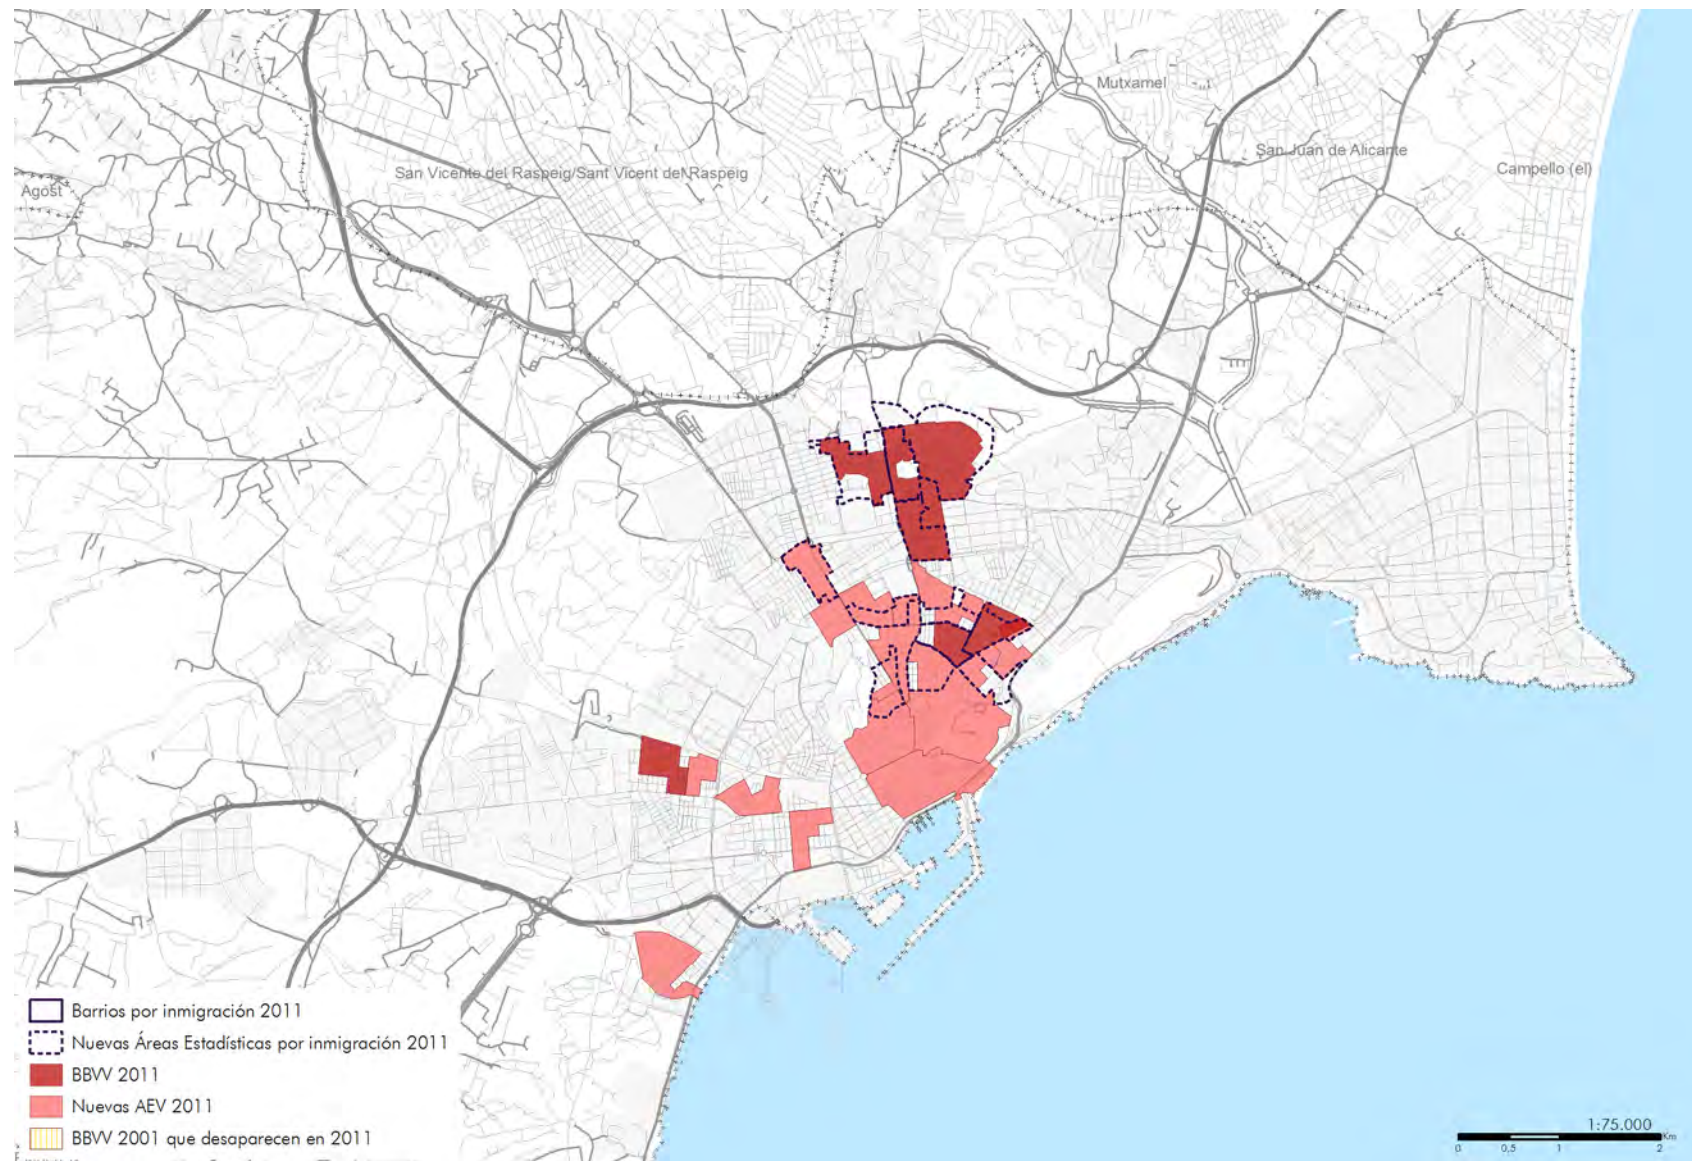 Mutxamel
San Juan de Alicante
Campello (el)
San Vicente del Raspeig/Sant Vicent del Raspeig
Agost
Barrios por inmigración 2011
Nuevas Áreas Estadísticas por inmigración 2011
BBVV 2011
Nuevas AEV 2011
BBVV 2001 que desaparecen en 2011
1:75.000
Km
0 0,5 1 2